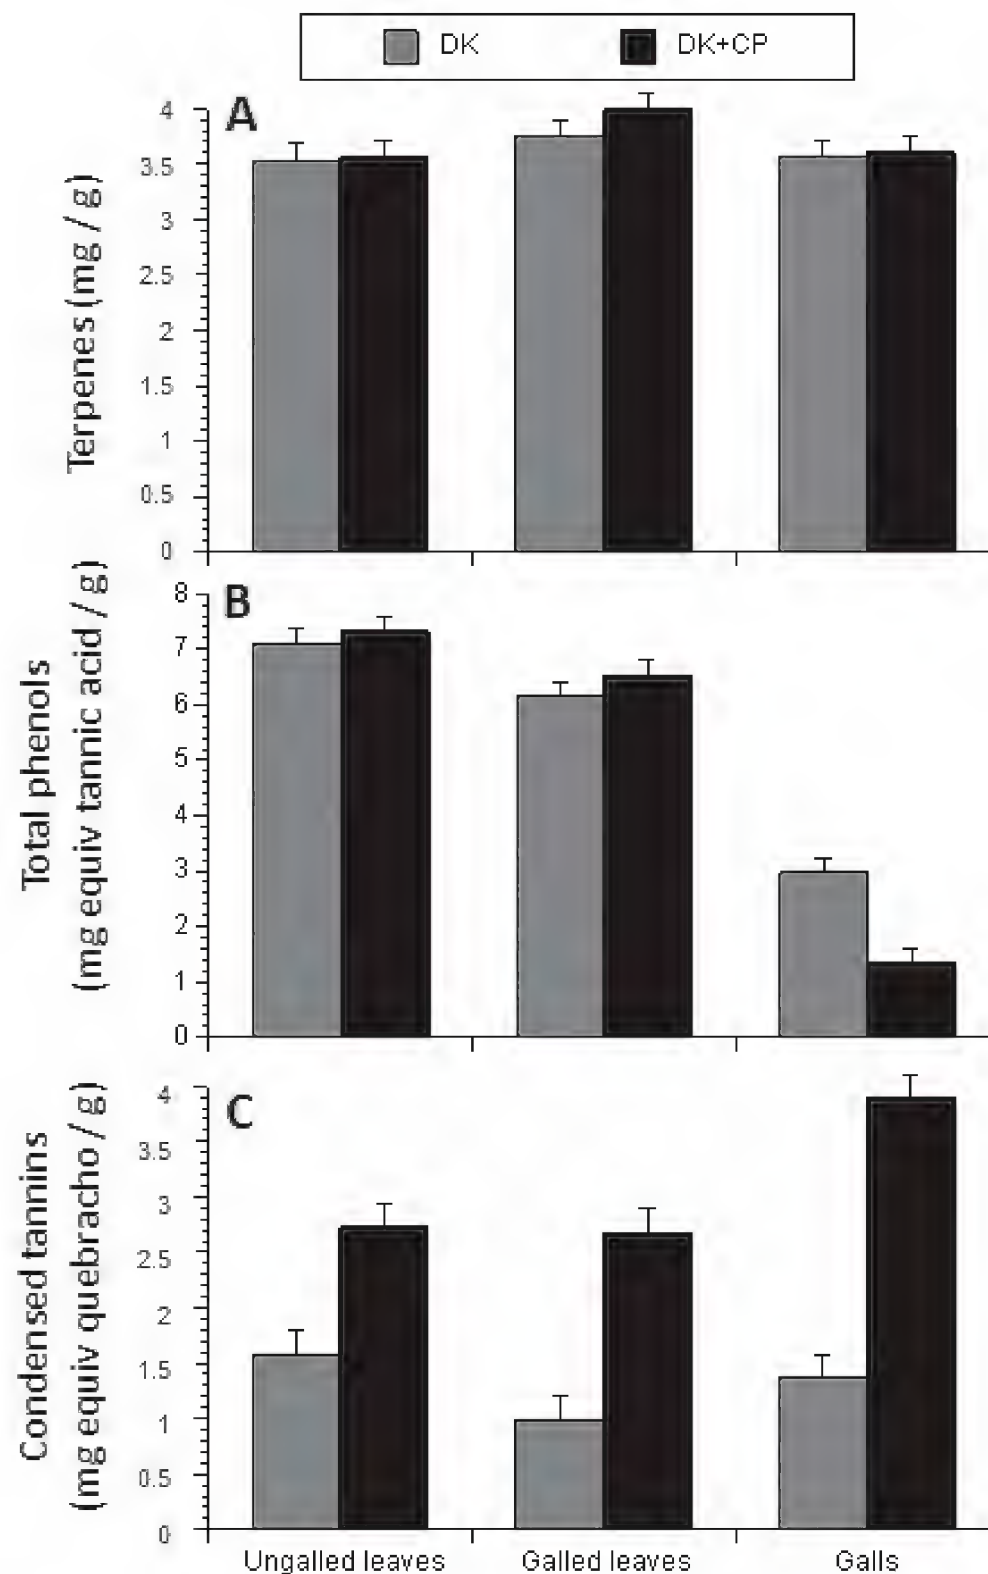 DK DK+CP
A
Terpenes (mg / g)
4
3.5
3
2.5
2
1.5
1
0.5
0
B
Total phenols
(mg equiv tannic acid / g)
8
7
6
5
4
3
2
1
0
C
Condensed tannins
(mg equiv quebracho / g)
4
3.5
3
2.5
2
1.5
1
0.5
0
Ungalled leaves Galled leaves Galls